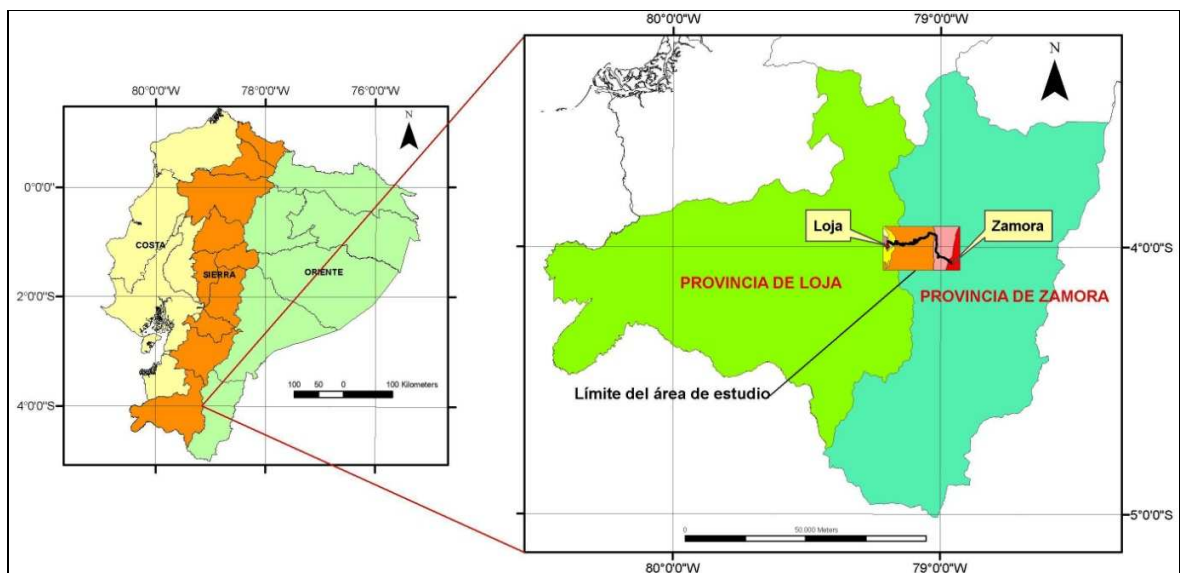 80°0'0"W 78°0'0"W 76°0'0"W
N
0°0'0"
COSTA
SIERRA
ORIENTE
2°0'0"S
100 50 0 100 Kilometers
4°0'0"S
80°0'0"W 79°0'0"W
N
Loja
Zamora
4°0'0"S
PROVINCIA DE LOJA
PROVINCIA DE ZAMORA
Límite del área de estudio
0 50.000 Meters
5°0'0"S
80°0'0"W 79°0'0"W